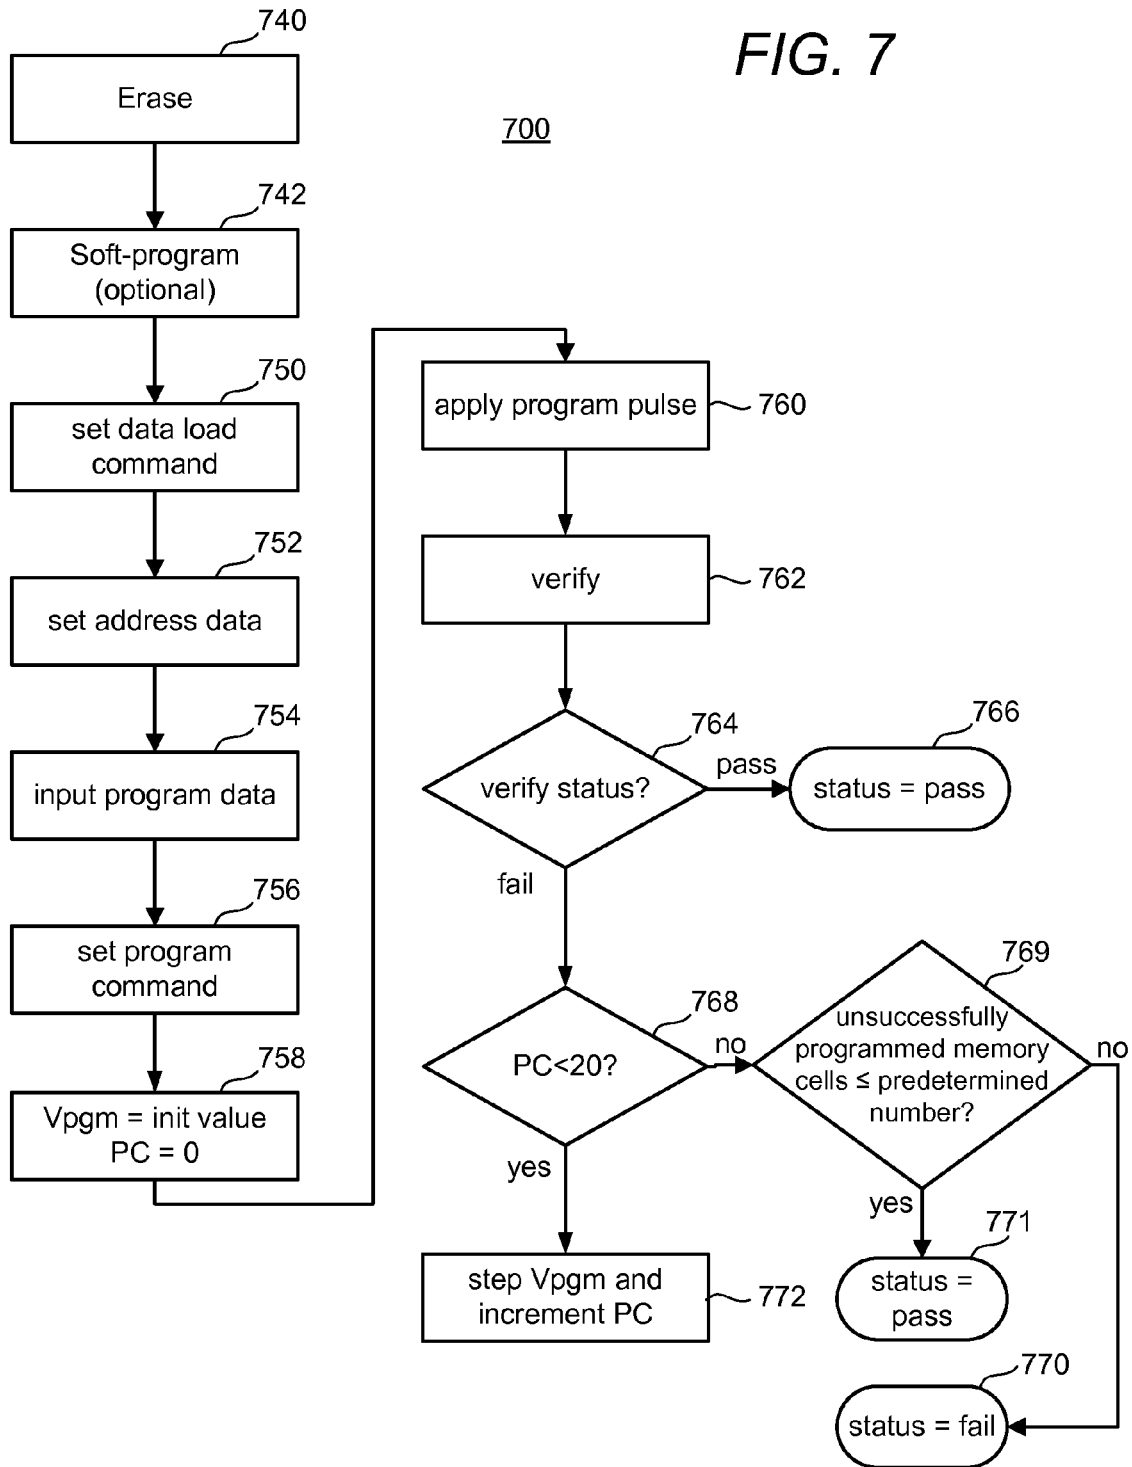 FIG. 7
700
740
Erase
742
Soft-program
(optional)
750
set data load
command
752
set address data
754
input program data
756
set program
command
758
Vpgm = init value
PC = 0
apply program pulse
760
verify
762
764
verify status?
pass
766
status = pass
fail
768
PC<20?
no
769
unsuccessfully
programmed memory
cells ≤ predetermined
number?
no
yes
yes
771
status =
pass
step Vpgm and
increment PC
772
770
status = fail